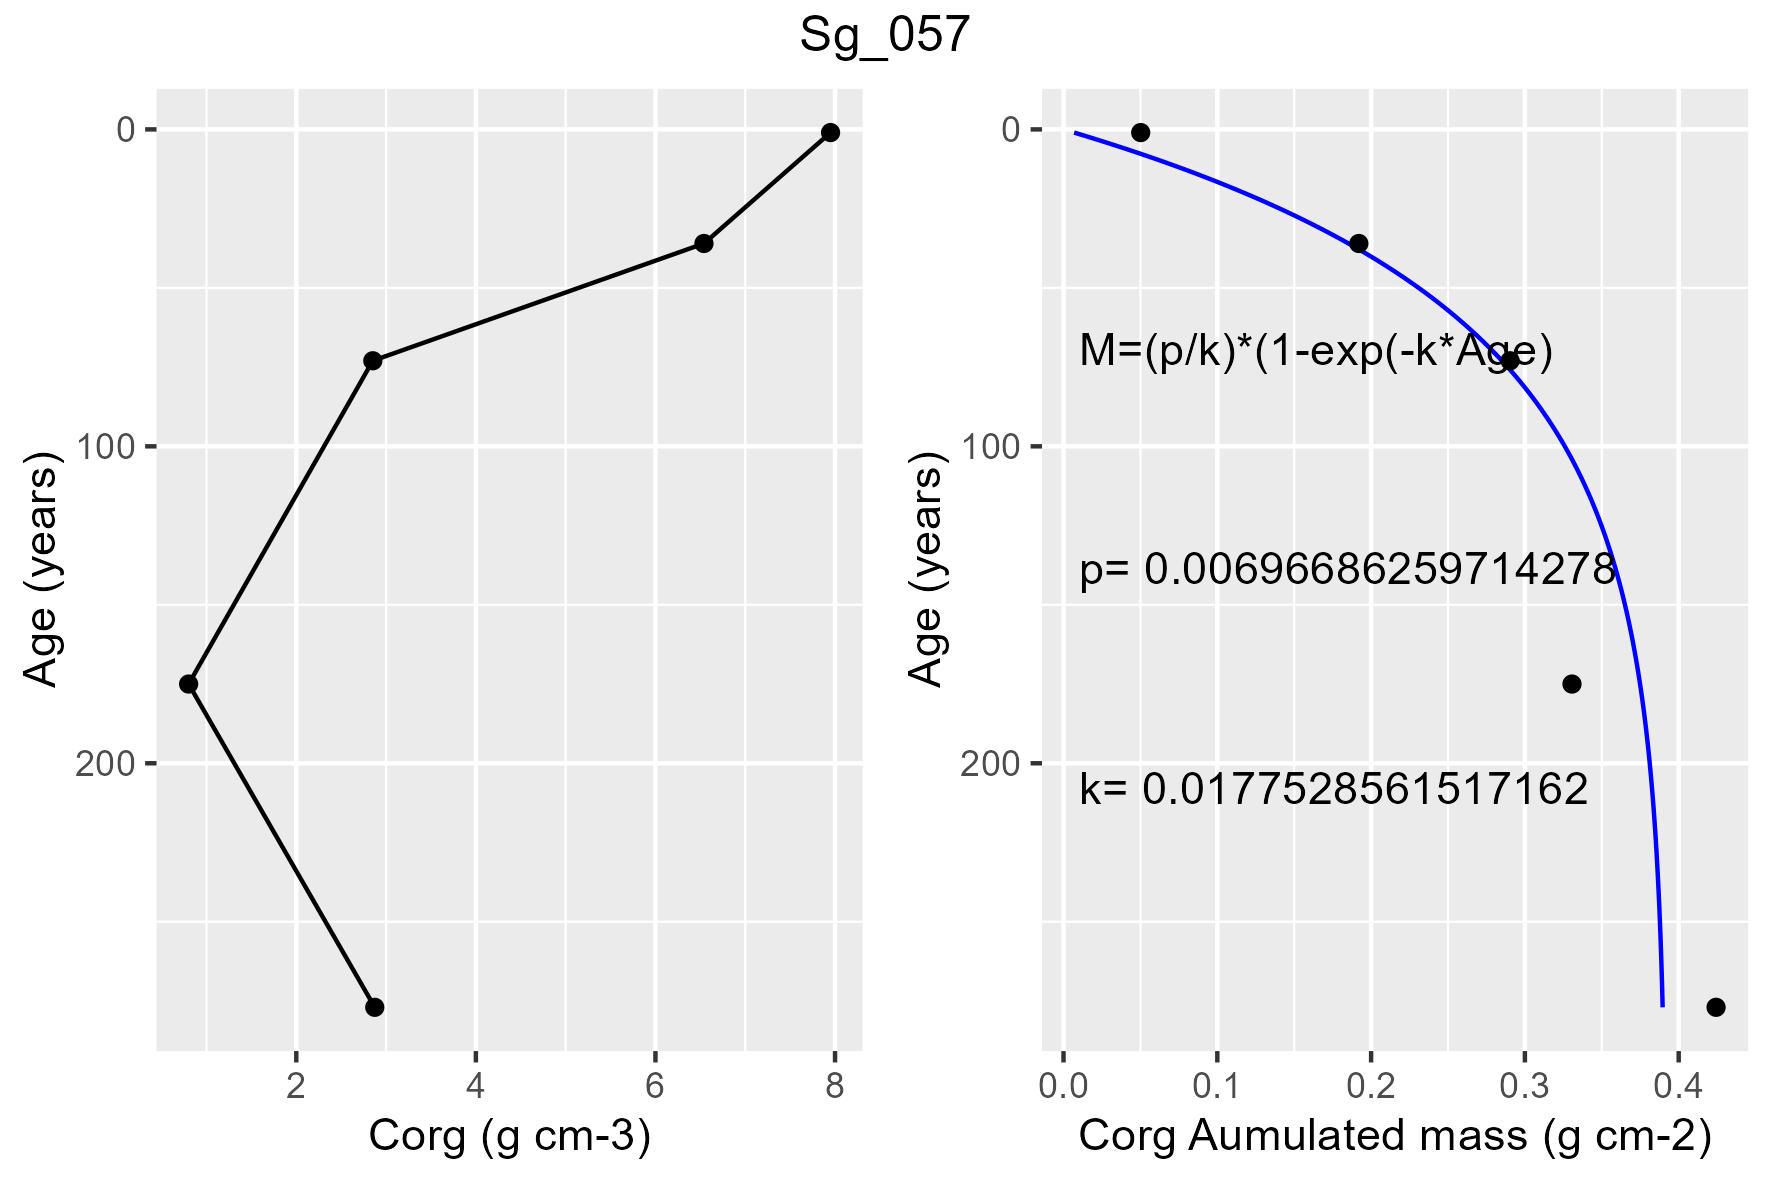 Sg_057
0
100
200
Age (years)
2
4
6
8
Corg (g cm-3)
0
100
200
Age (years)
M=(p/k)*(1-exp(-k*Age)
p= 0.00696686259714278
k= 0.0177528561517162
0.0
0.1
0.2
0.3
0.4
Corg Aumulated mass (g cm-2)